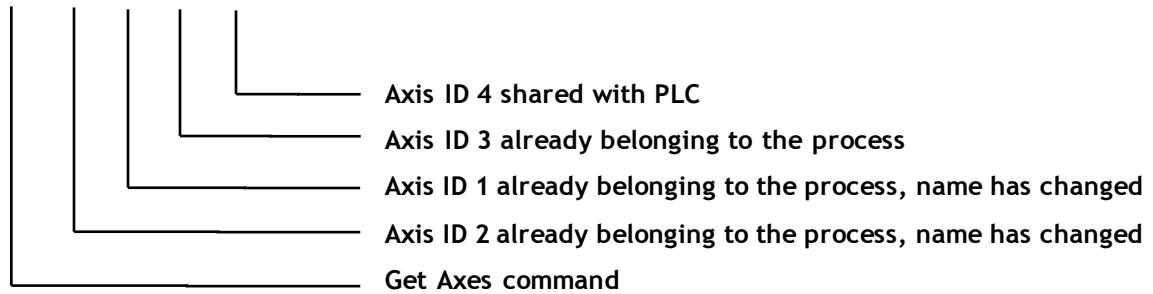 Axis ID 4 shared with PLC
Axis ID 3 already belonging to the process
Axis ID 1 already belonging to the process, name has changed
Axis ID 2 already belonging to the process, name has changed
Get Axes command